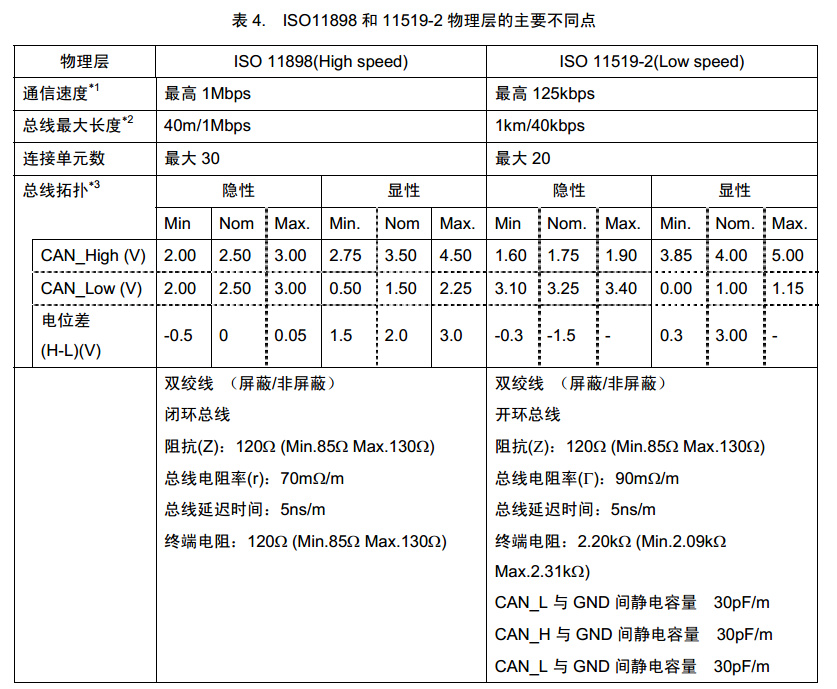 表 4. ISO11898 和 11519-2 物理层的主要不同点
物理层 ISO 11898(High speed) ISO 11519-2(Low speed)
通信速度*1 最高 1Mbps 最高 125kbps
总线最大长度*2 40m/1Mbps 1km/40kbps
连接单元数 最大 30 最大 20
总线拓扑*3 隐性 显性 隐性 显性
Min Nom Max. Min. Nom Max. Min Nom. Max. Min. Nom. Max.
CAN_High (V) 2.00 2.50 3.00 2.75 3.50 4.50 1.60 1.75 1.90 3.85 4.00 5.00
CAN_Low (V) 2.00 2.50 3.00 0.50 1.50 2.25 3.10 3.25 3.40 0.00 1.00 1.15
电位差
(H-L)(V) -0.5 0 0.05 1.5 2.0 3.0 -0.3 -1.5 - 0.3 3.00 -
双绞线 （屏蔽/非屏蔽）
闭环总线
阻抗(Z)：120Ω (Min.85Ω Max.130Ω)
总线电阻率(r)：70mΩ/m
总线延迟时间：5ns/m
终端电阻：120Ω (Min.85Ω Max.130Ω)
双绞线 （屏蔽/非屏蔽）
开环总线
阻抗(Z)：120Ω (Min.85Ω Max.130Ω)
总线电阻率(Γ)：90mΩ/m
总线延迟时间：5ns/m
终端电阻：2.20kΩ (Min.2.09kΩ
Max.2.31kΩ)
CAN_L 与 GND 间静电容量 30pF/m
CAN_H 与 GND 间静电容量 30pF/m
CAN_L 与 GND 间静电容量 30pF/m